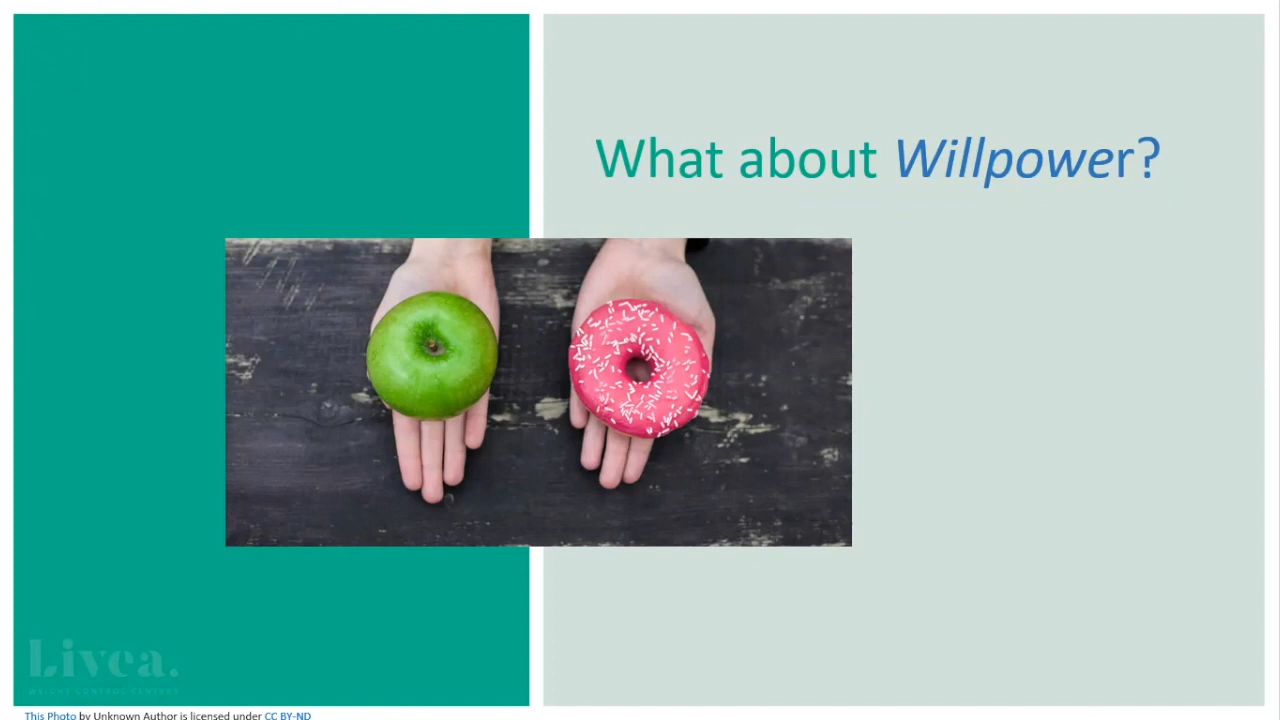 What about Willpower?
Livea.
WEIGHT CONTROL CENTERS
This Photo by Unknown Author is licensed under CC BY-ND